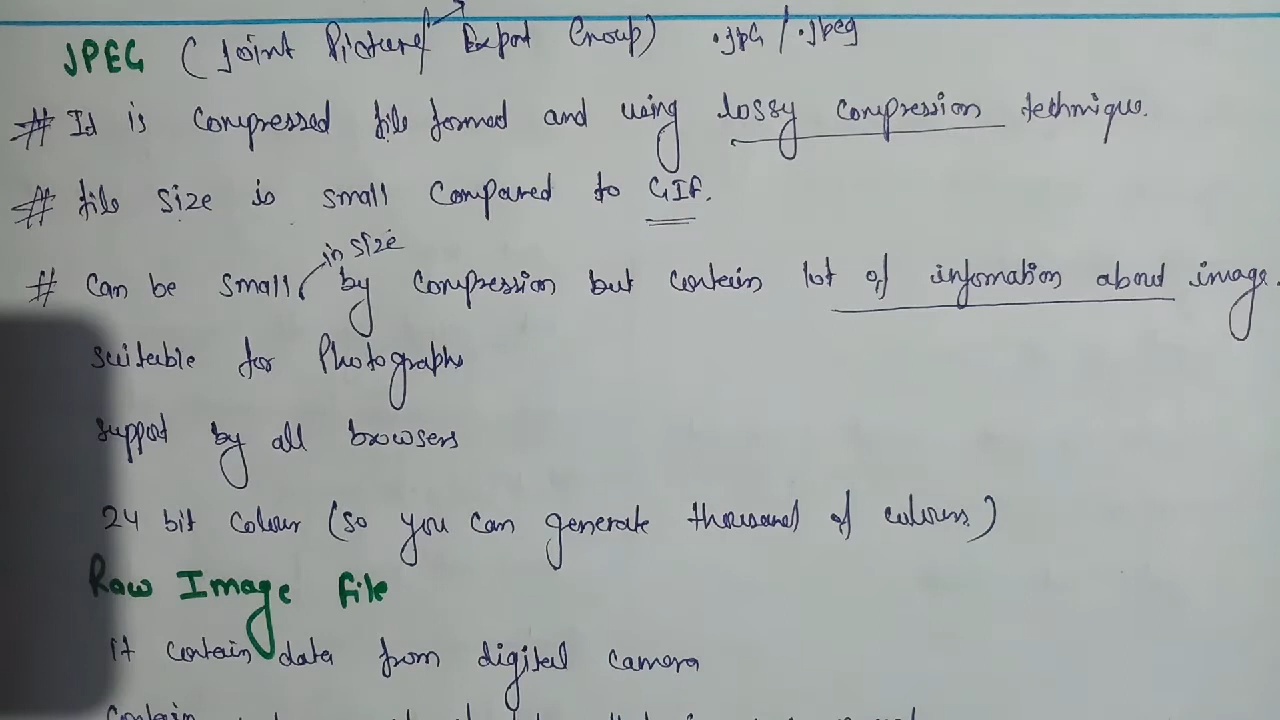 JPEG (Joint Picture Expert Group) .jpG / .jpeg
# It is compressed file format and using lossy compression technique.
# file size is small compared to GIF.
in size
# Can be small by compression but contain lot of information about image.
suitable for Photographs
support by all browsers
24 bit colour (so you can generate thousand of colours)
Raw Image file
it contain data from digital camera
Contain